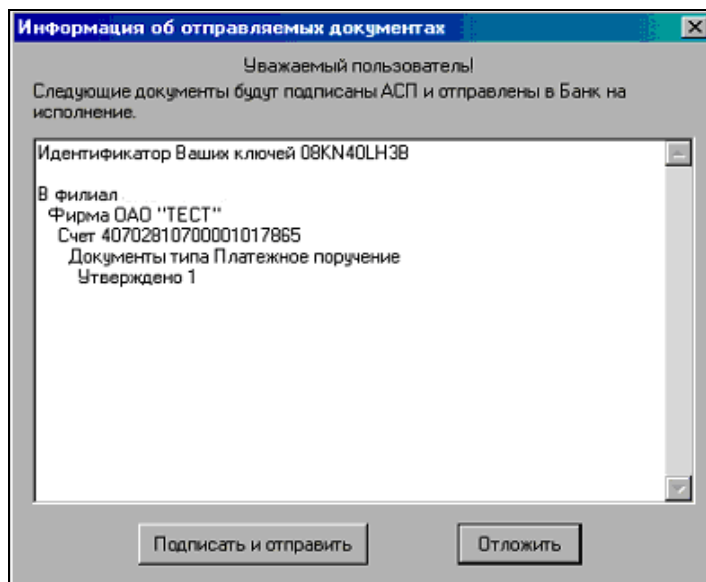 Информация об отправляемых документах
Уважаемый пользователь!
Следующие документы будут подписаны АСП и отправлены в Банк на
исполнение.
Идентификатор Ваших ключей 08KN40LH3B
В филиал
Фирма ОАО "ТЕСТ"
Счет 40702810700001017865
Документы типа Платежное поручение
Утверждено 1
Подписать и отправить
Отложить